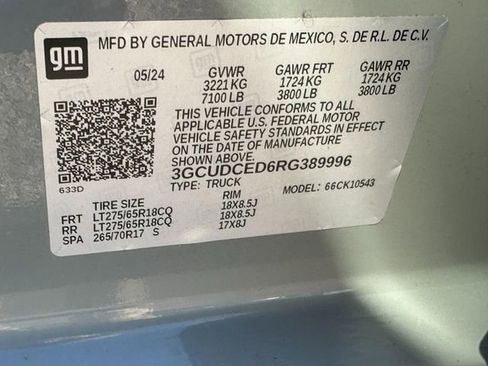 gm
MFD BY GENERAL MOTORS DE MEXICO, S. DE R.L. DE C.V.
05/24 GVWR GAWR FRT GAWR RR
3221 KG 1724 KG 1724 KG
7100 LB 3800 LB 3800 LB
THIS VEHICLE CONFORMS TO ALL
APPLICABLE U.S. FEDERAL MOTOR
VEHICLE SAFETY STANDARDS IN EFFECT
ON THE DATE OF MANUFACTURE
SHOWN ABOVE.
3GCUDCED6RG389996
633D TYPE: TRUCK MODEL: 66CK10543
TIRE SIZE RIM
FRT LT275/65R18CQ 18X8.5J
RR LT275/65R18CQ 18X8.5J
SPA 265/70R17 S 17X8J